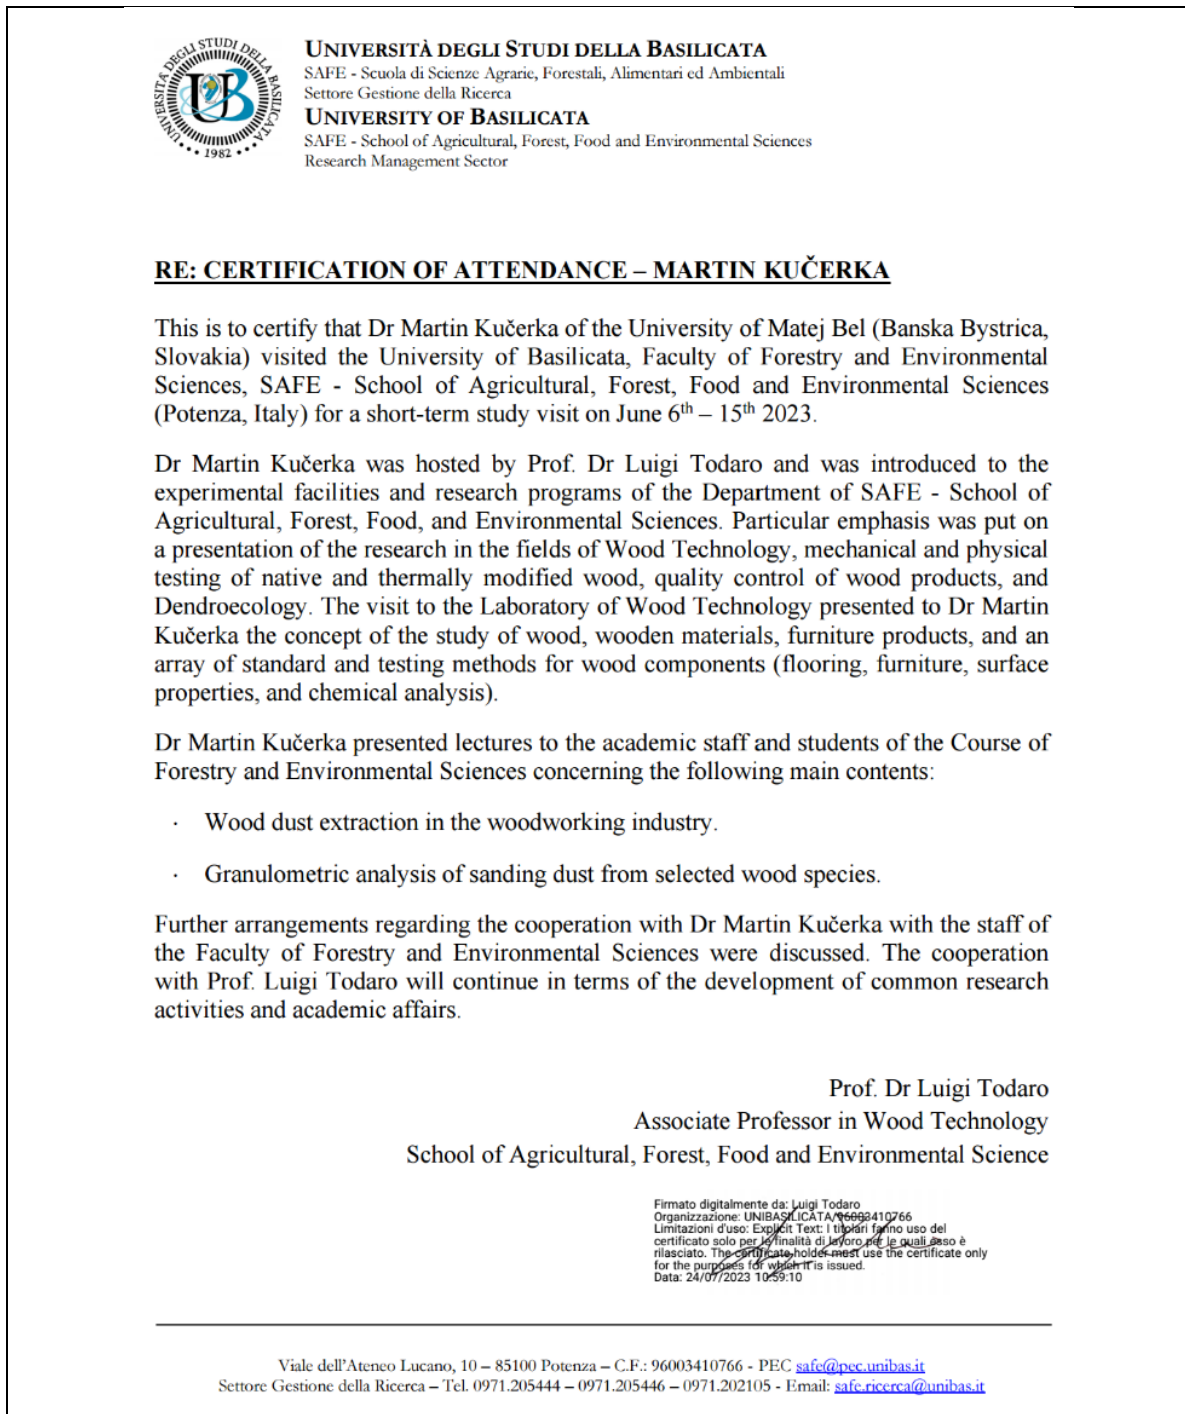 UNIVERSITÀ DEGLI STUDI DELLA BASILICATA
1982
UNIVERSITÀ DEGLI STUDI DELLA BASILICATA
SAFE - Scuola di Scienze Agrarie, Forestali, Alimentari ed Ambientali
Settore Gestione della Ricerca
UNIVERSITY OF BASILICATA
SAFE - School of Agricultural, Forest, Food and Environmental Sciences
Research Management Sector
RE: CERTIFICATION OF ATTENDANCE – MARTIN KUČERKA
This is to certify that Dr Martin Kučerka of the University of Matej Bel (Banska Bystrica,
Slovakia) visited the University of Basilicata, Faculty of Forestry and Environmental
Sciences, SAFE - School of Agricultural, Forest, Food and Environmental Sciences
(Potenza, Italy) for a short-term study visit on June 6th – 15th 2023.
Dr Martin Kučerka was hosted by Prof. Dr Luigi Todaro and was introduced to the
experimental facilities and research programs of the Department of SAFE - School of
Agricultural, Forest, Food, and Environmental Sciences. Particular emphasis was put on
a presentation of the research in the fields of Wood Technology, mechanical and physical
testing of native and thermally modified wood, quality control of wood products, and
Dendroecology. The visit to the Laboratory of Wood Technology presented to Dr Martin
Kučerka the concept of the study of wood, wooden materials, furniture products, and an
array of standard and testing methods for wood components (flooring, furniture, surface
properties, and chemical analysis).
Dr Martin Kučerka presented lectures to the academic staff and students of the Course of
Forestry and Environmental Sciences concerning the following main contents:
· Wood dust extraction in the woodworking industry.
· Granulometric analysis of sanding dust from selected wood species.
Further arrangements regarding the cooperation with Dr Martin Kučerka with the staff of
the Faculty of Forestry and Environmental Sciences were discussed. The cooperation
with Prof. Luigi Todaro will continue in terms of the development of common research
activities and academic affairs.
Prof. Dr Luigi Todaro
Associate Professor in Wood Technology
School of Agricultural, Forest, Food and Environmental Science
Firmato digitalmente da: Luigi Todaro
Organizzazione: UNIBASILICATA/96003410766
Limitazioni d'uso: Explicit Text: I titolari fanno uso del
certificato solo per le finalità di lavoro per le quali esso è
rilasciato. The certificate holder must use the certificate only
for the purposes for which it is issued.
Data: 24/07/2023 10:59:10
Viale dell'Ateneo Lucano, 10 – 85100 Potenza – C.F.: 96003410766 - PEC safe@pec.unibas.it
Settore Gestione della Ricerca – Tel. 0971.205444 – 0971.205446 – 0971.202105 - Email: safe.ricerca@unibas.it